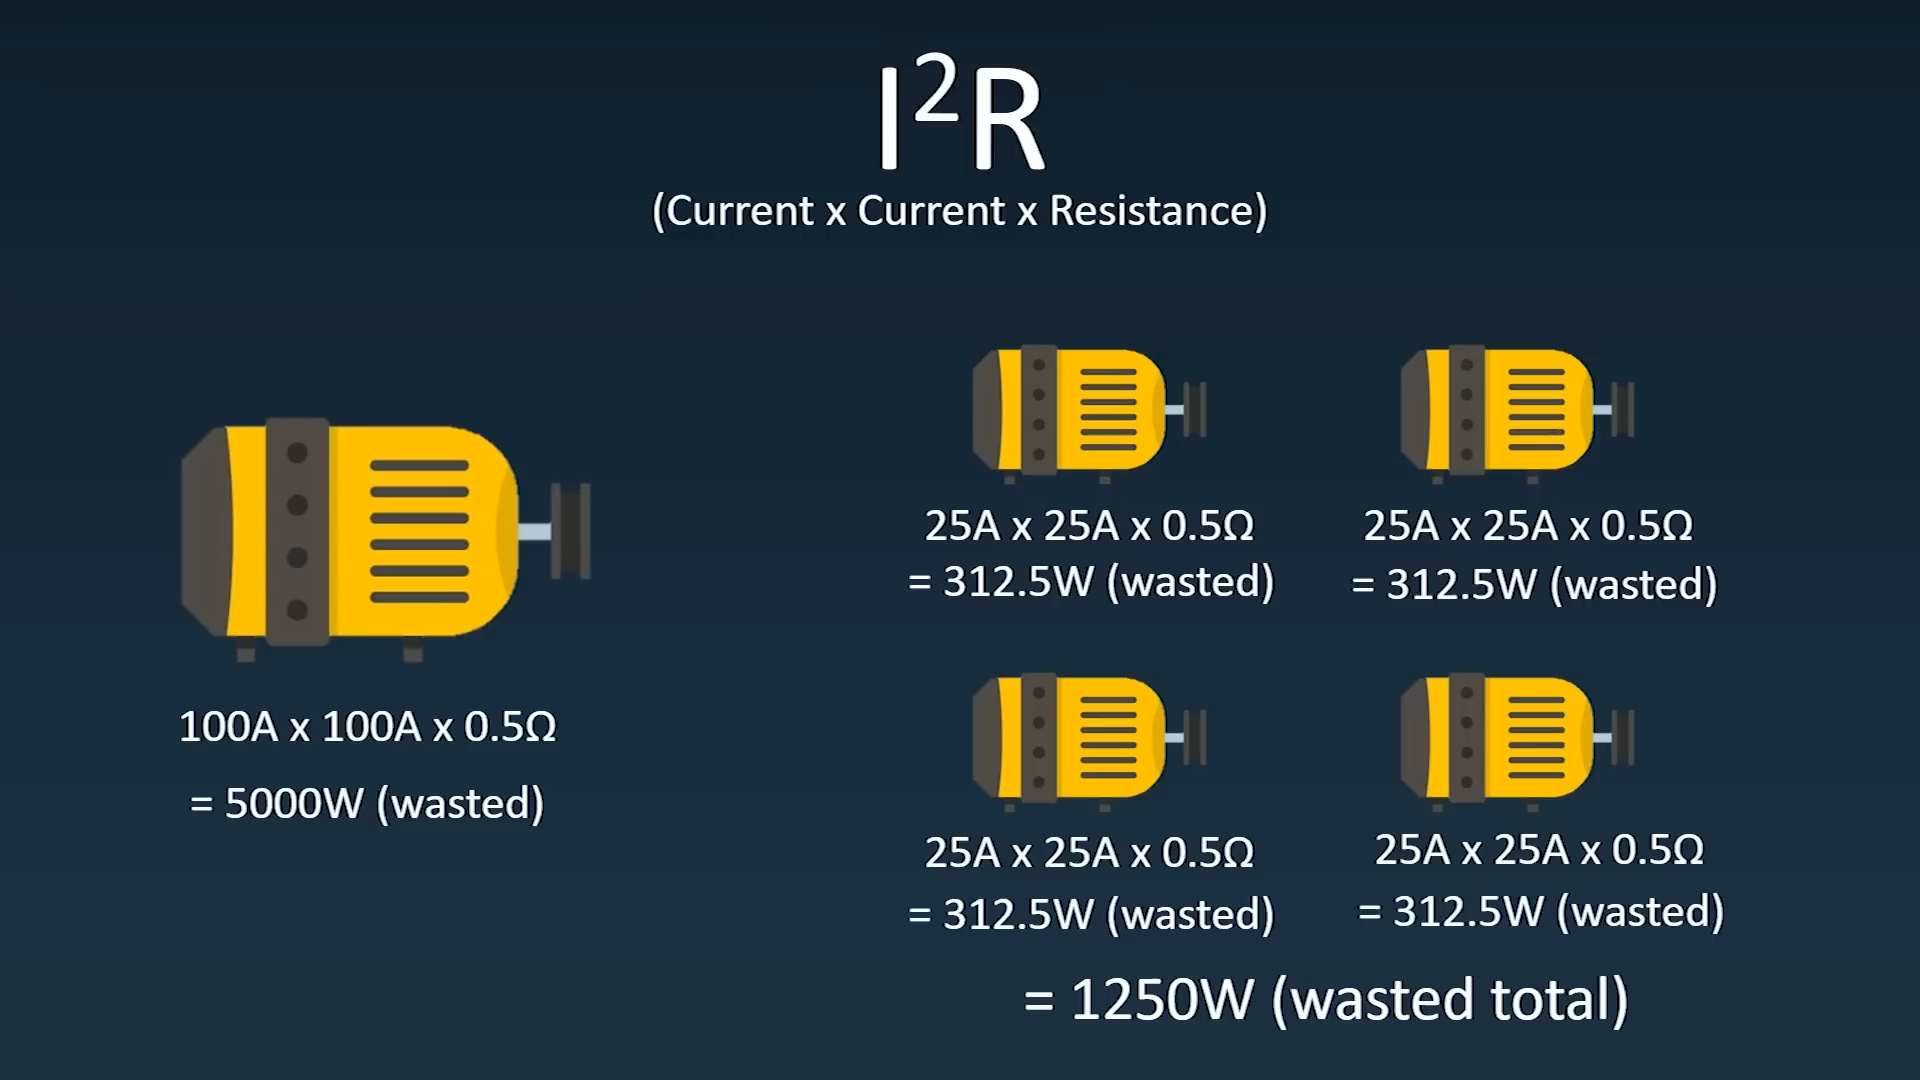 I²R
(Current x Current x Resistance)
100A x 100A x 0.5Ω
= 5000W (wasted)
25A x 25A x 0.5Ω
= 312.5W (wasted)
25A x 25A x 0.5Ω
= 312.5W (wasted)
25A x 25A x 0.5Ω
= 312.5W (wasted)
25A x 25A x 0.5Ω
= 312.5W (wasted)
= 1250W (wasted total)